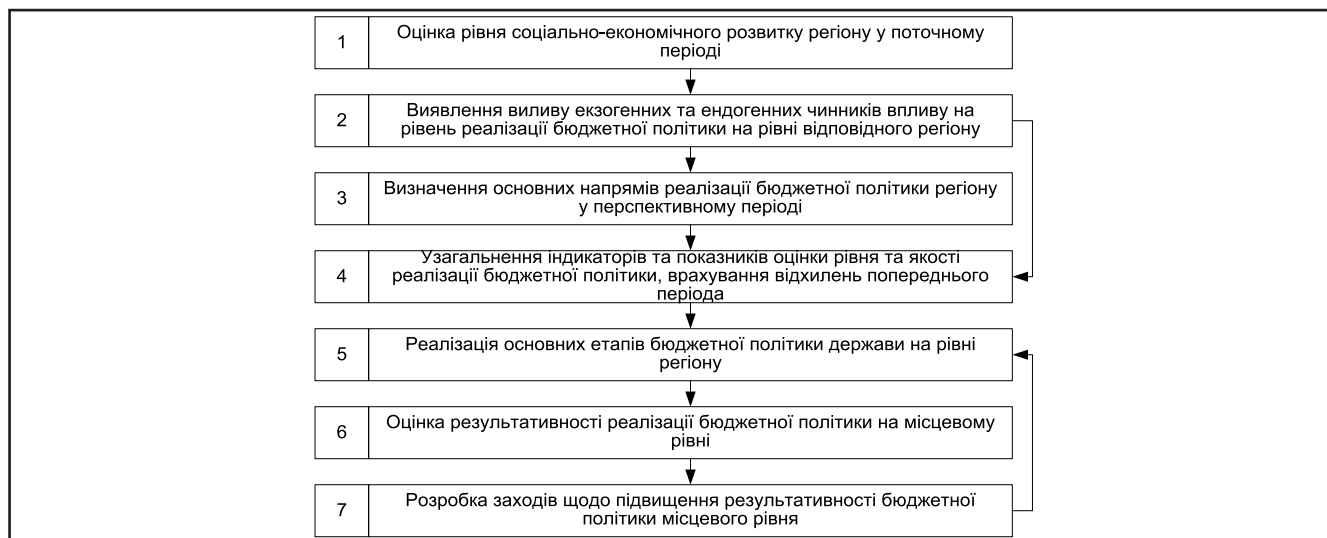 1
Оцінка рівня соціально-економічного розвитку регіону у поточному
періоді
2
Виявлення виливу екзогенних та ендогенних чинників впливу на
рівень реалізації бюджетної політики на рівні відповідного регіону
3
Визначення основних напрямів реалізації бюджетної політики регіону
у перспективному періоді
4
Узагальнення індикаторів та показників оцінки рівня та якості
реалізації бюджетної політики, врахування відхилень попереднього
періода
5
Реалізація основних етапів бюджетної політики держави на рівні
регіону
6
Оцінка результативності реалізації бюджетної політики на місцевому
рівні
7
Розробка заходів щодо підвищення результативності бюджетної
політики місцевого рівня